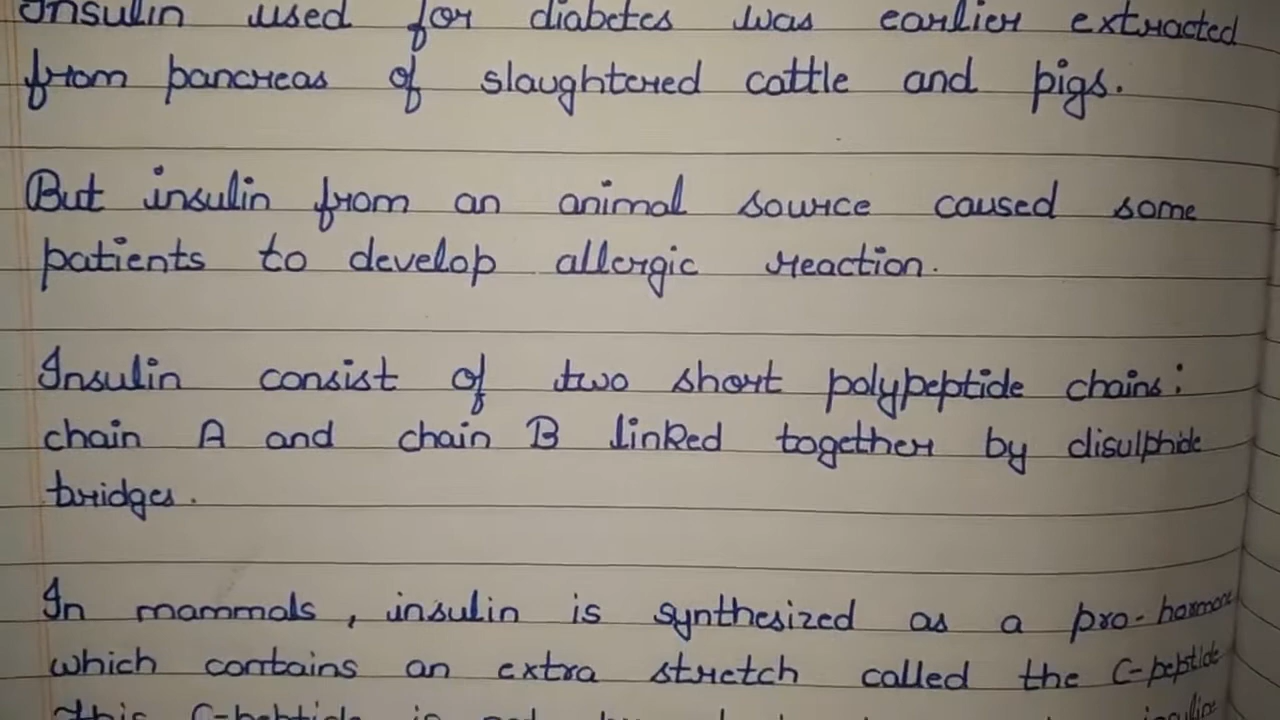 Insulin used for diabetes was earlier extracted
from pancreas of slaughtered cattle and pigs.
But insulin from an animal source caused some
patients to develop allergic reaction.
Insulin consist of two short polypeptide chains:
chain A and chain B linked together by disulphide
bridges.
In mammals, insulin is synthesized as a pro-hormone
which contains an extra stretch called the C-peptide
this C-peptide is